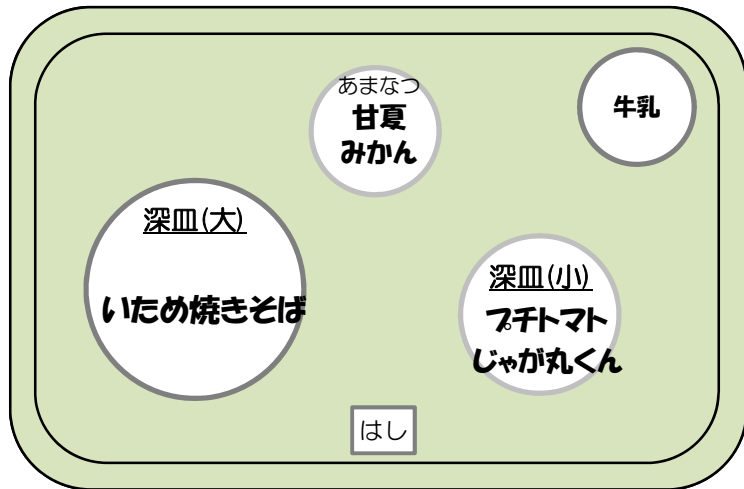 あまなつ
甘夏
みかん
牛乳
深皿(大)
いため焼きそば
深皿(小)
プチトマト
じゃが丸くん
はし